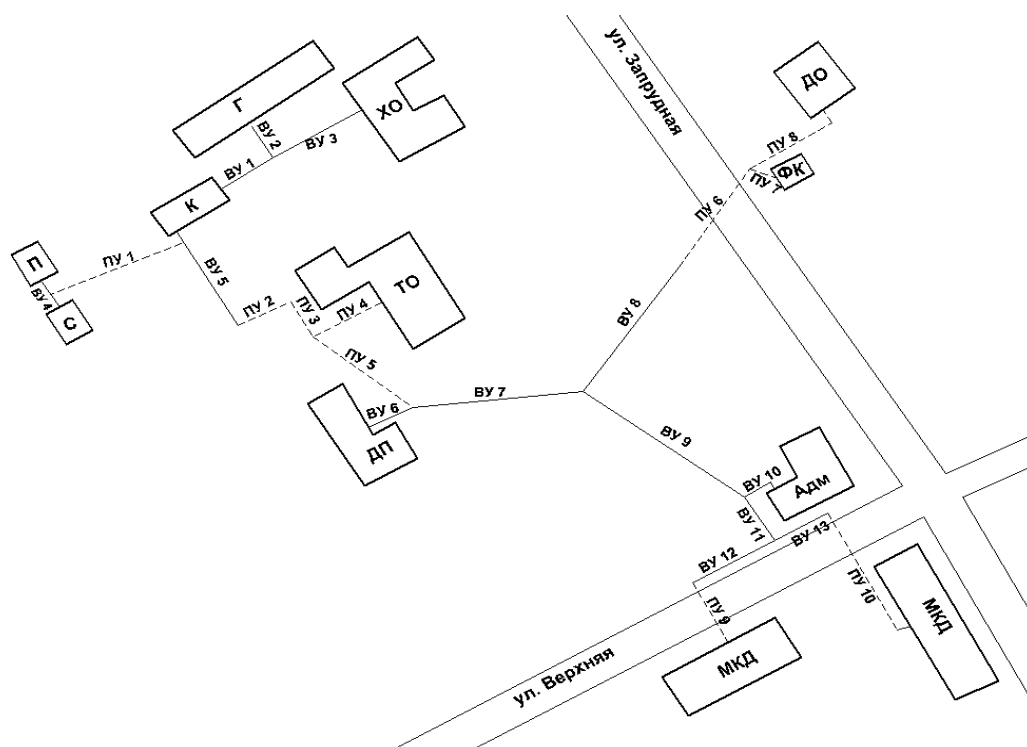 ул. Запрудная
ДО
Г
ХО
ВУ 2
ВУ 3
ПУ 8
ВУ 1
ФК
ПУ 7
К
ПУ 6
П
ПУ 1
ВУ 5
ВУ 4
С
ТО
ПУ 2
ПУ 3
ПУ 4
ВУ 8
ПУ 5
ВУ 7
ВУ 6
ДП
ВУ 9
ВУ 10
Адм
ВУ 11
ВУ 13
ВУ 12
ПУ 10
ПУ 9
МКД
МКД
ул. Верхняя